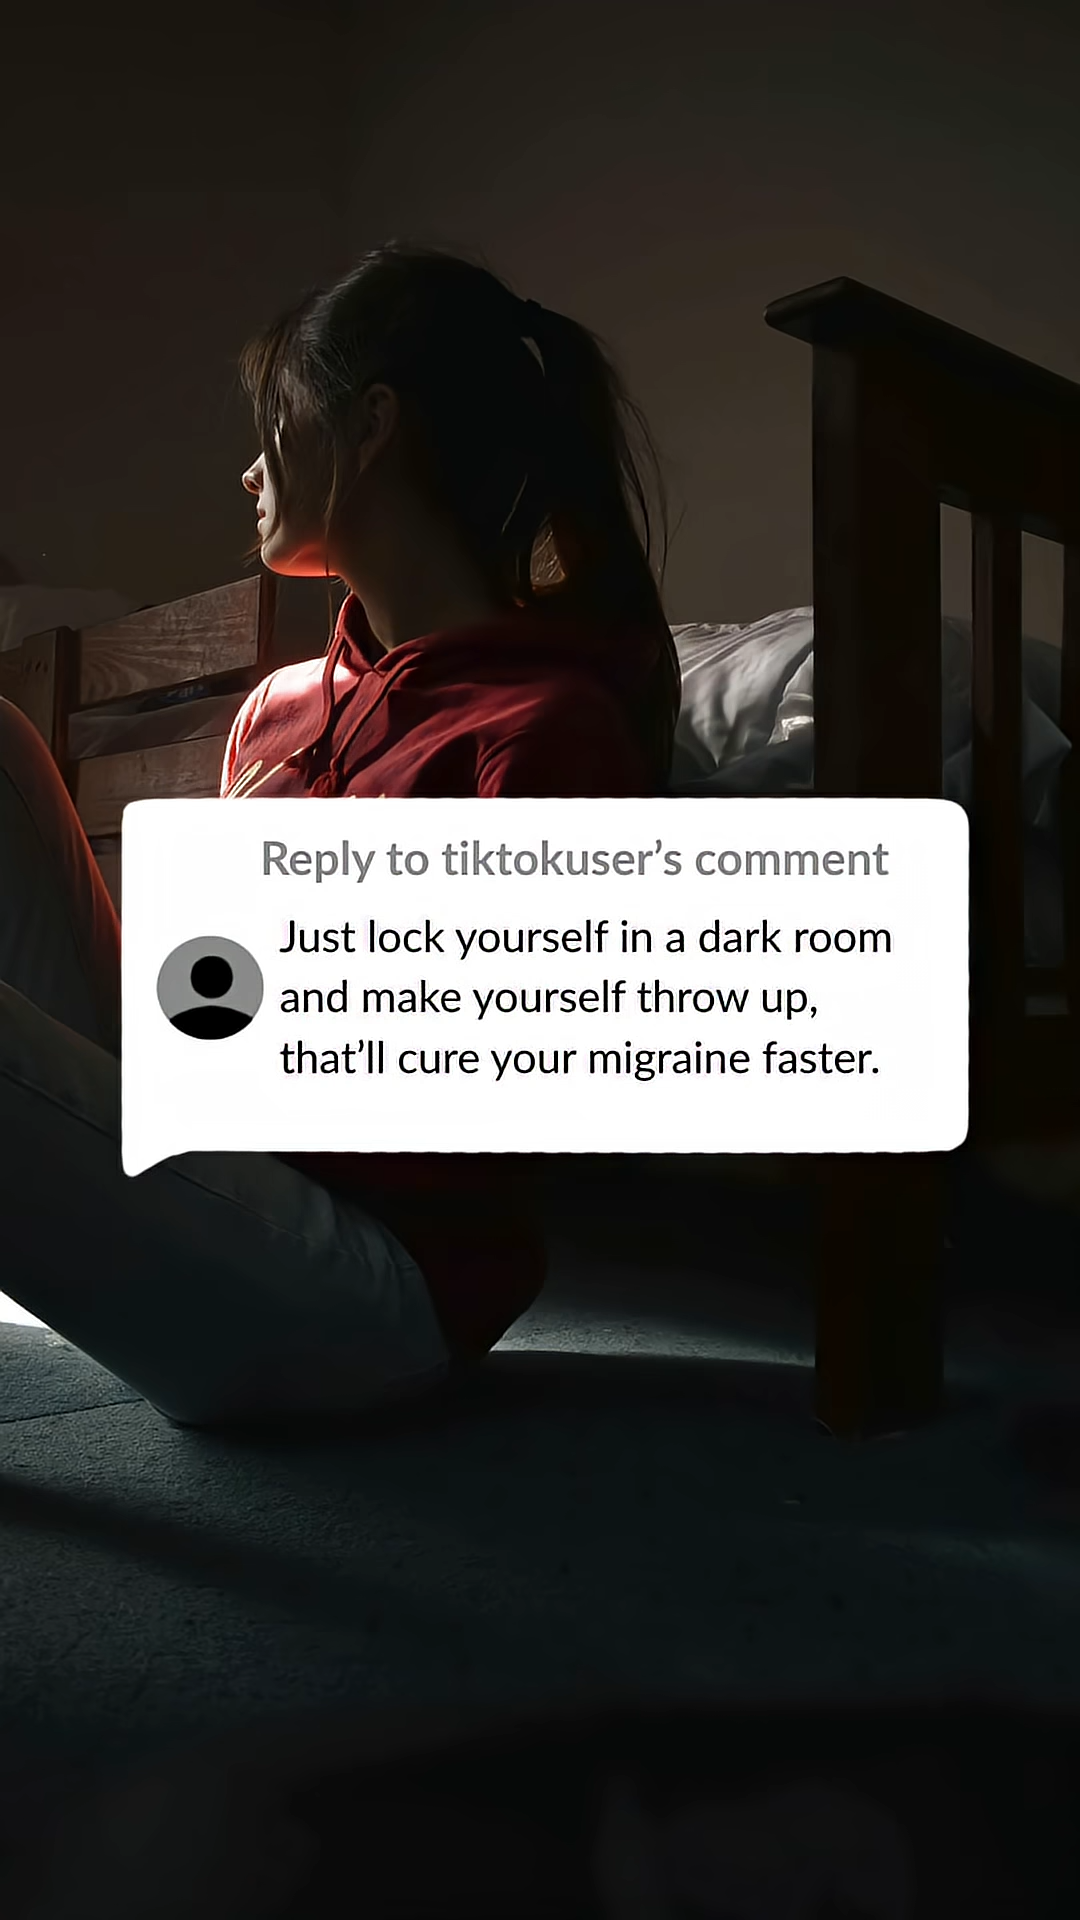 Reply to tiktokuser’s comment
Just lock yourself in a dark room
and make yourself throw up,
that’ll cure your migraine faster.